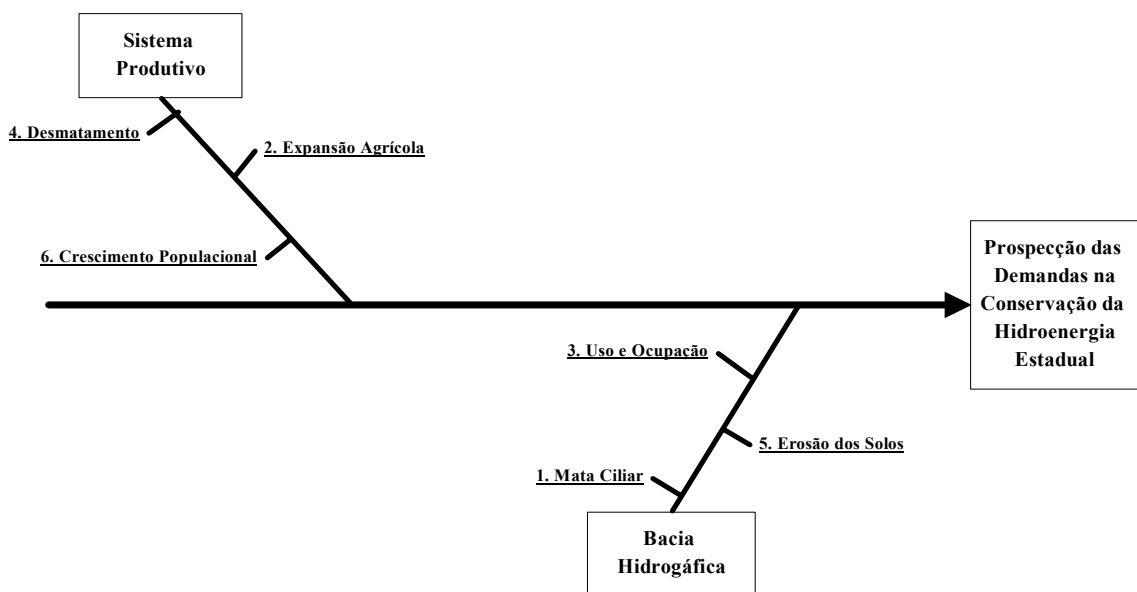 Sistema
Produtivo
4. Desmatamento
2. Expansão Agrícola
6. Crescimento Populacional
Prospecção das
Demandas na
Conservação da
Hidroenergia
Estadual
3. Uso e Ocupação
5. Erosão dos Solos
1. Mata Ciliar
Bacia
Hidrogáfica